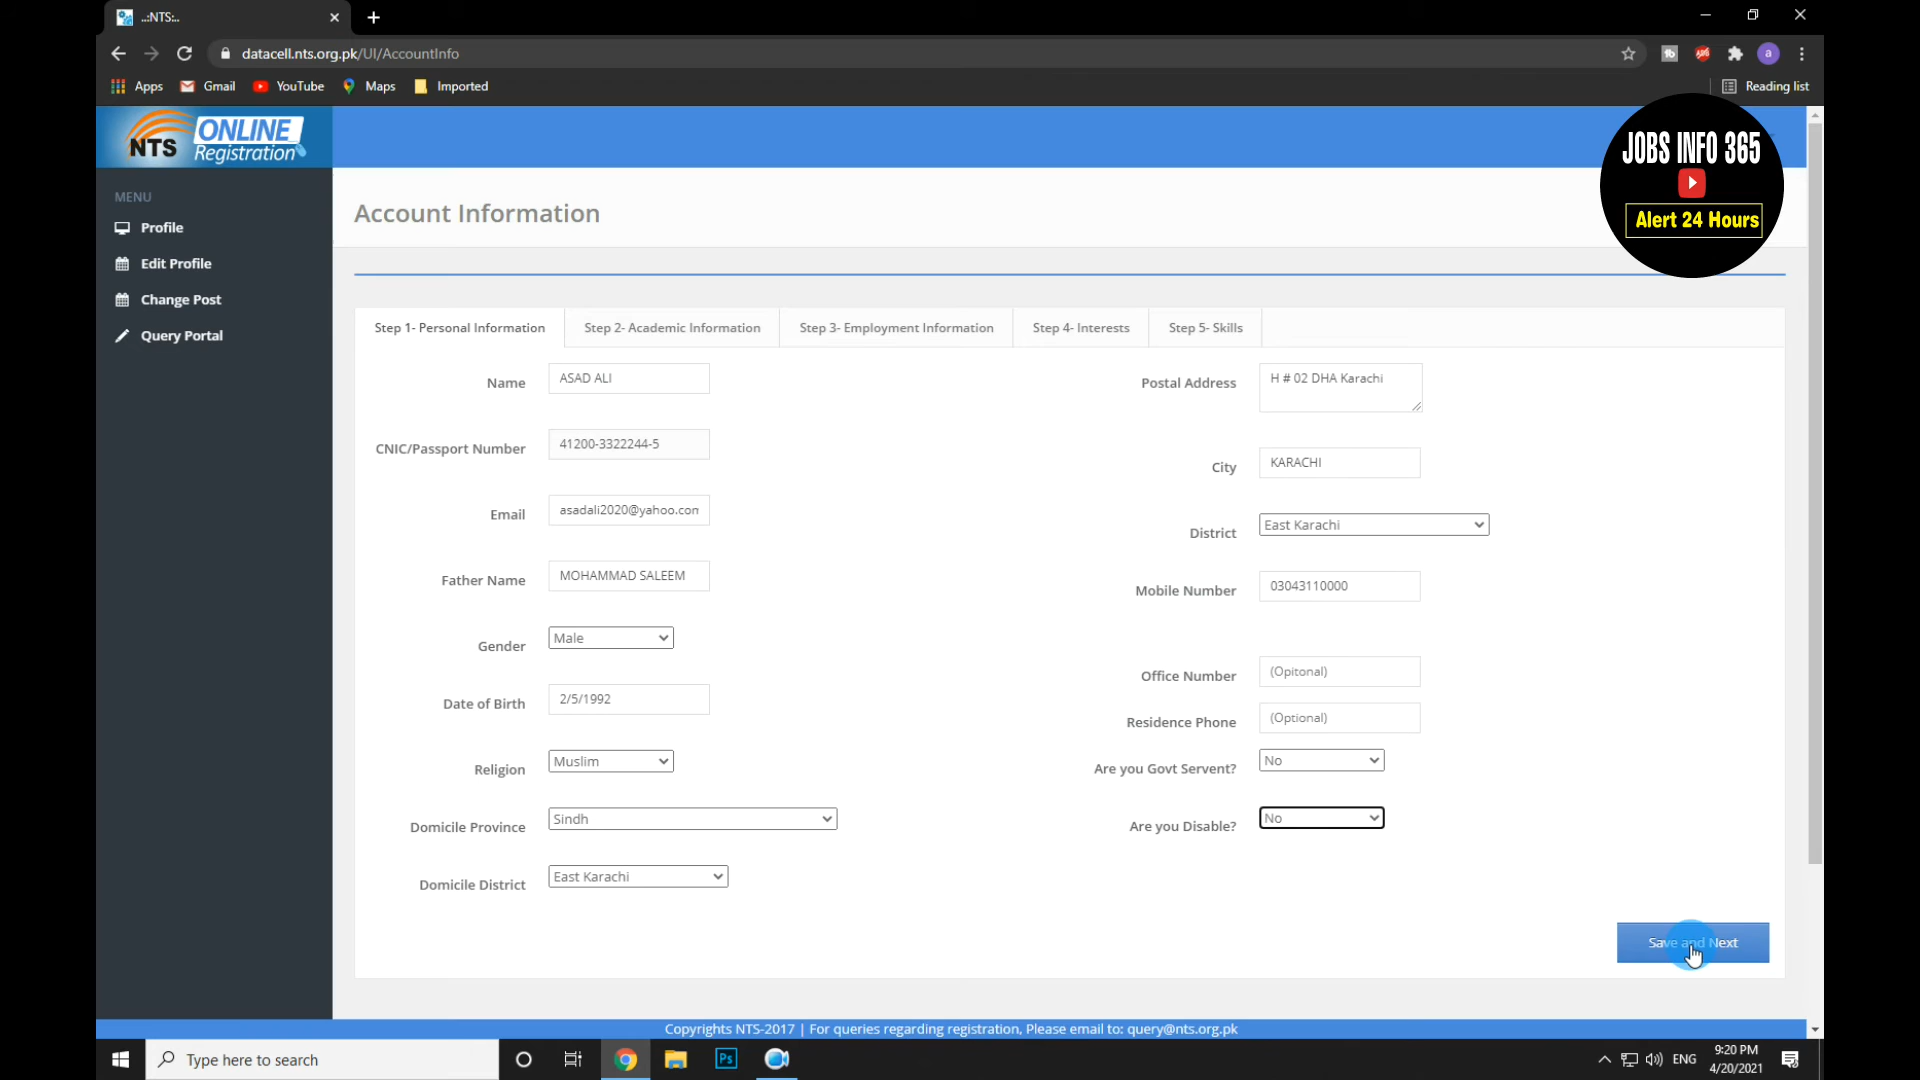 ..:NTS:..
datacell.nts.org.pk/UI/AccountInfo
a
Apps
Gmail
YouTube
Maps
Imported
Reading list
NTS ONLINE
Registration
JOBS INFO 365
Alert 24 Hours
MENU
Profile
Edit Profile
Change Post
Query Portal
Account Information
Step 1- Personal Information
Step 2- Academic Information
Step 3- Employment Information
Step 4- Interests
Step 5- Skills
Name
ASAD ALI
CNIC/Passport Number
41200-3322244-5
Email
asadali2020@yahoo.com
Father Name
MOHAMMAD SALEEM
Gender
Male
Date of Birth
2/5/1992
Religion
Muslim
Domicile Province
Sindh
Domicile District
East Karachi
Postal Address
H # 02 DHA Karachi
City
KARACHI
District
East Karachi
Mobile Number
03043110000
Office Number
(Opitonal)
Residence Phone
(Optional)
Are you Govt Servent?
No
Are you Disable?
No
Save and Next
Copyrights NTS-2017 | For queries regarding registration, Please email to: query@nts.org.pk
Type here to search
Ps
ENG
9:20 PM
4/20/2021